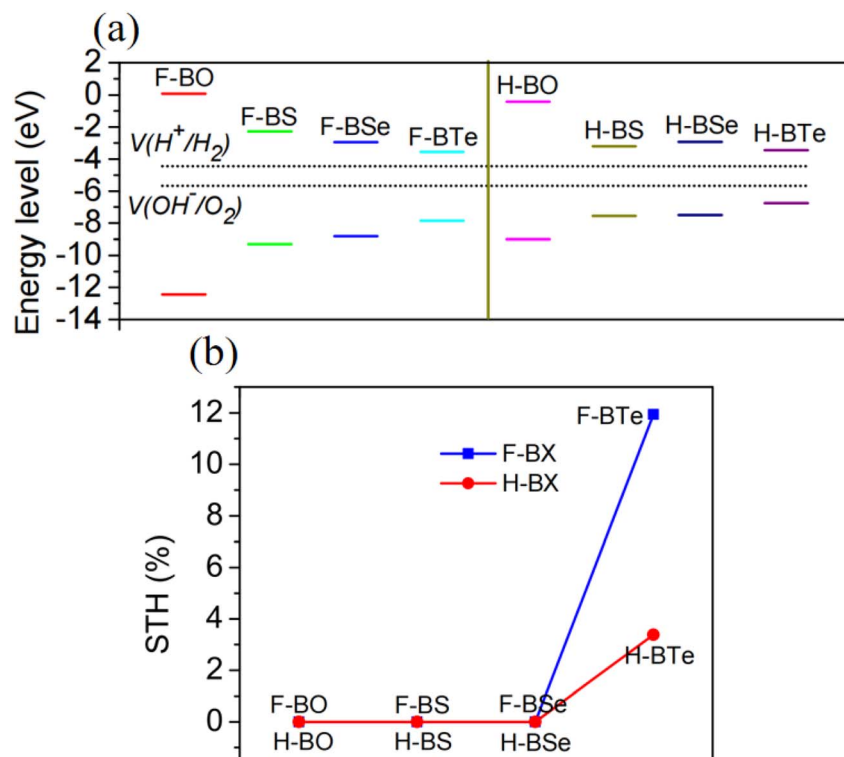 (a)
Energy level (eV)
2
0
-2
-4
-6
-8
-10
-12
-14
F-BO
F-BS
F-BSe
F-BTe
H-BO
H-BS
H-BSe
H-BTe
V(H⁺/H₂)
V(OH⁻/O₂)
(b)
STH (%)
12
10
8
6
4
2
0
F-BX
H-BX
F-BTe
H-BTe
F-BO
F-BS
F-BSe
H-BO
H-BS
H-BSe